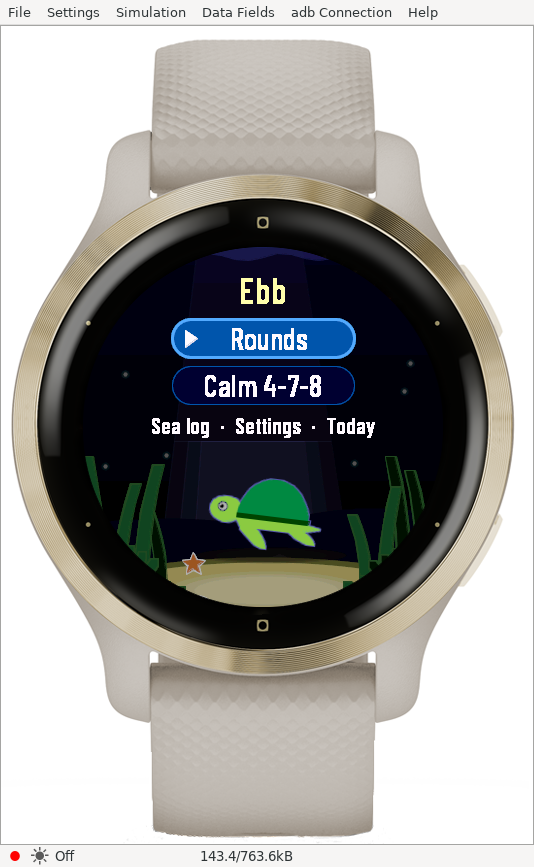 File Settings Simulation Data Fields adb Connection Help
Ebb
Rounds
Calm 4-7-8
Sea log · Settings · Today
Off 143.4/763.6kB